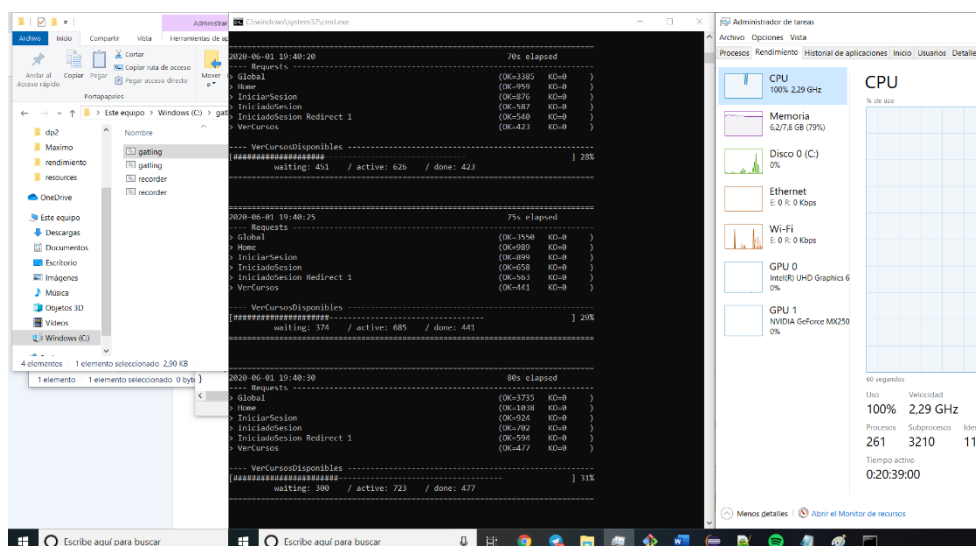 Administrar
Archivo Inicio Compartir Vista Herramientas de ap
Anclar al Acceso rápido
Copiar
Pegar
Cortar
Copiar ruta de acceso
Pegar acceso directo
Mover a
Portapapeles
> Este equipo > Windows (C:) > gat
dp2
Maximo
rendimiento
resources
OneDrive
Este equipo
Descargas
Documentos
Escritorio
Imágenes
Música
Objetos 3D
Vídeos
Windows (C:)
Nombre
gatling
gatling
recorder
recorder
4 elementos 1 elemento seleccionado 2,90 KB
1 elemento 1 elemento seleccionado 0 byte }
C:\windows\system32\cmd.exe
2020-06-01 19:40:20 70s elapsed
---- Requests ----
> Global (OK=3385 KO=0 )
> Home (OK=959 KO=0 )
> IniciarSesion (OK=876 KO=0 )
> IniciadoSesion (OK=587 KO=0 )
> IniciadoSesion Redirect 1 (OK=540 KO=0 )
> VerCursos (OK=423 KO=0 )
---- VerCursosDisponibles ----
[####################---- ] 28%
waiting: 451 / active: 626 / done: 423
2020-06-01 19:40:25 75s elapsed
---- Requests ----
> Global (OK=3550 KO=0 )
> Home (OK=989 KO=0 )
> IniciarSesion (OK=899 KO=0 )
> IniciadoSesion (OK=658 KO=0 )
> IniciadoSesion Redirect 1 (OK=563 KO=0 )
> VerCursos (OK=441 KO=0 )
---- VerCursosDisponibles ----
[#####################---- ] 29%
waiting: 374 / active: 685 / done: 441
2020-06-01 19:40:30 80s elapsed
---- Requests ----
> Global (OK=3735 KO=0 )
> Home (OK=1038 KO=0 )
> IniciarSesion (OK=924 KO=0 )
> IniciadoSesion (OK=702 KO=0 )
> IniciadoSesion Redirect 1 (OK=594 KO=0 )
> VerCursos (OK=477 KO=0 )
---- VerCursosDisponibles ----
[######################---- ] 31%
waiting: 300 / active: 723 / done: 477
Administrador de tareas
Archivo Opciones Vista
Procesos Rendimiento Historial de aplicaciones Inicio Usuarios Detalle
CPU
100% 2,29 GHz
Memoria
6,2/7,8 GB (79%)
Disco 0 (C:)
0%
Ethernet
E: 0 R: 0 Kbps
Wi-Fi
E: 0 R: 0 Kbps
GPU 0
Intel(R) UHD Graphics 6
0%
GPU 1
NVIDIA GeForce MX250
0%
CPU
% de uso
60 segundos
Uso Velocidad
100% 2,29 GHz
Procesos Subprocesos Iden
261 3210 11
Tiempo activo
0:20:39:00
Menos detalles Abrir el Monitor de recursos
Escribe aquí para buscar
Escribe aquí para buscar